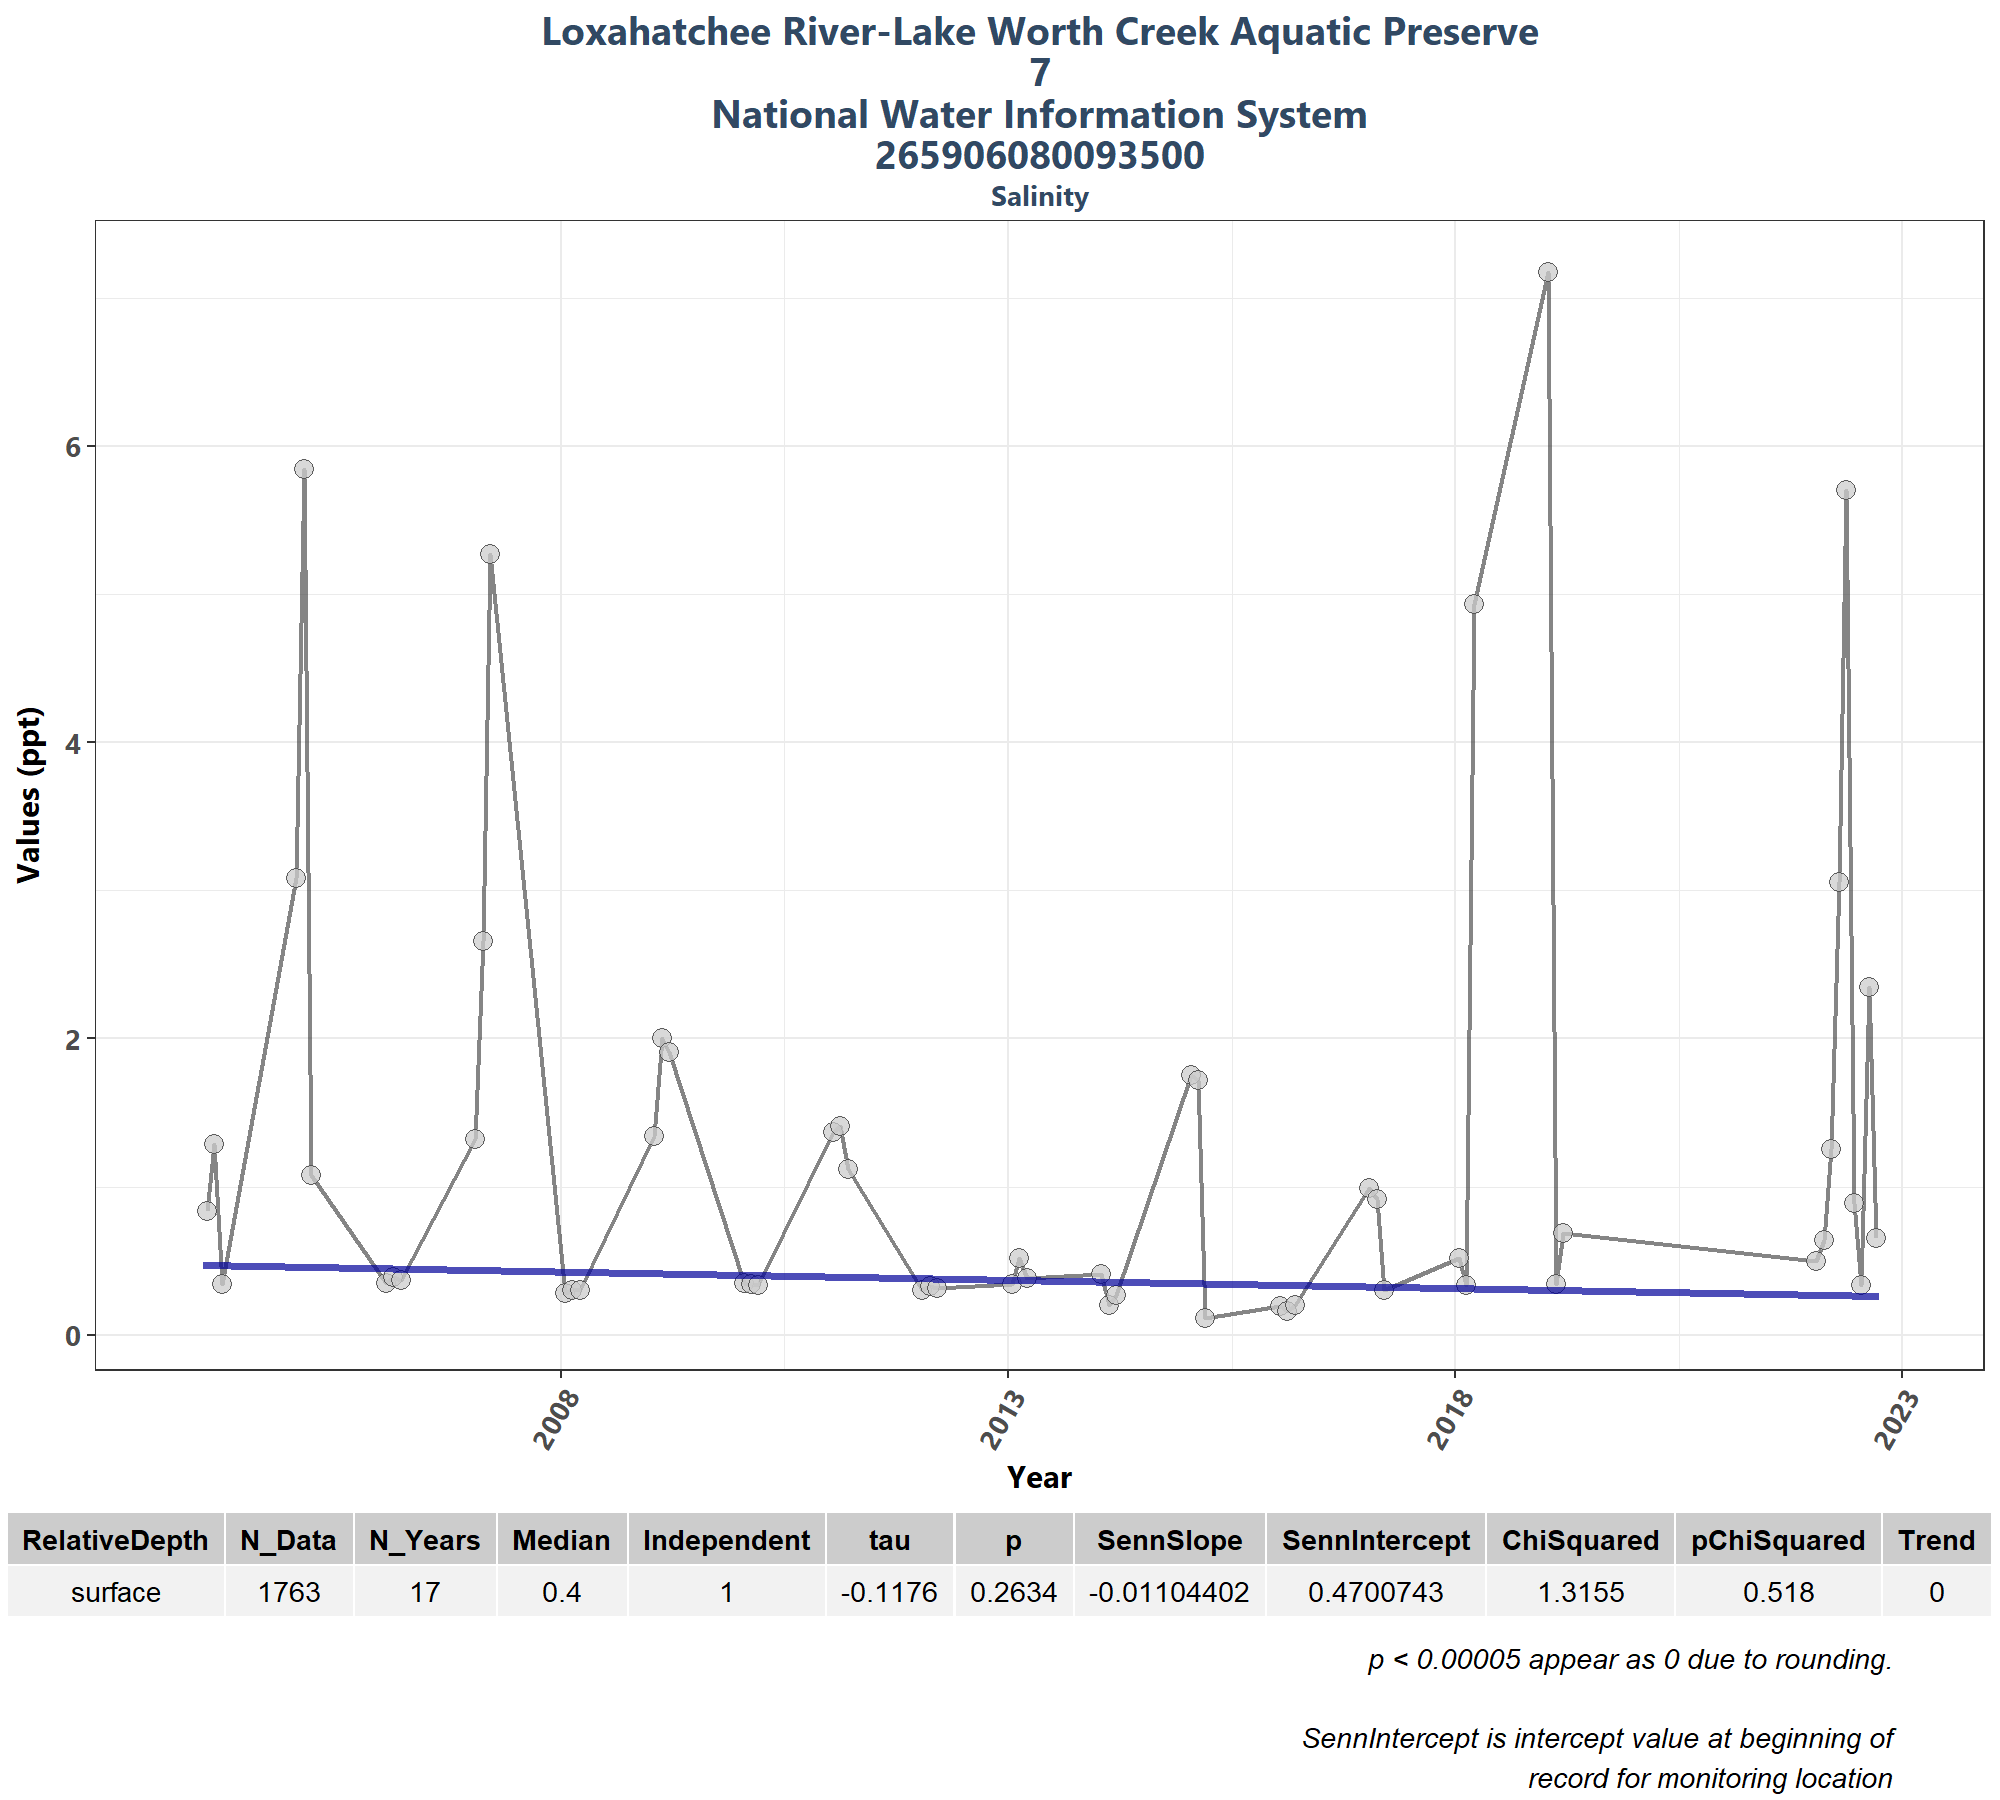 Loxahatchee River-Lake Worth Creek Aquatic Preserve
7
National Water Information System
265906080093500
Salinity
Values (ppt)
6
4
2
0
2008
2013
2018
2023
Year
RelativeDepth N_Data N_Years Median Independent tau p SennSlope SennIntercept ChiSquared pChiSquared Trend
surface 1763 17 0.4 1 -0.1176 0.2634 -0.01104402 0.4700743 1.3155 0.518 0
p < 0.00005 appear as 0 due to rounding.
SennIntercept is intercept value at beginning of
record for monitoring location